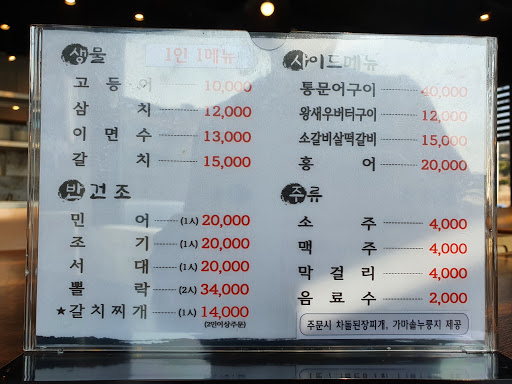 생물 1인 1메뉴
고등어 10,000
삼치 12,000
이면수 13,000
갈치 15,000
반건조
민어 (1人) 20,000
조기 (1人) 20,000
서대 (1人) 20,000
뽈락 (2人) 34,000
★갈치찌개 (1人) 14,000
(2인이상주문)
사이드메뉴
통문어구이 40,000
왕새우버터구이 12,000
소갈비살떡갈비 15,000
홍어 20,000
주류
소주 4,000
맥주 4,000
막걸리 4,000
음료수 2,000
주문시 차돌된장찌개, 가마솥누룽지 제공